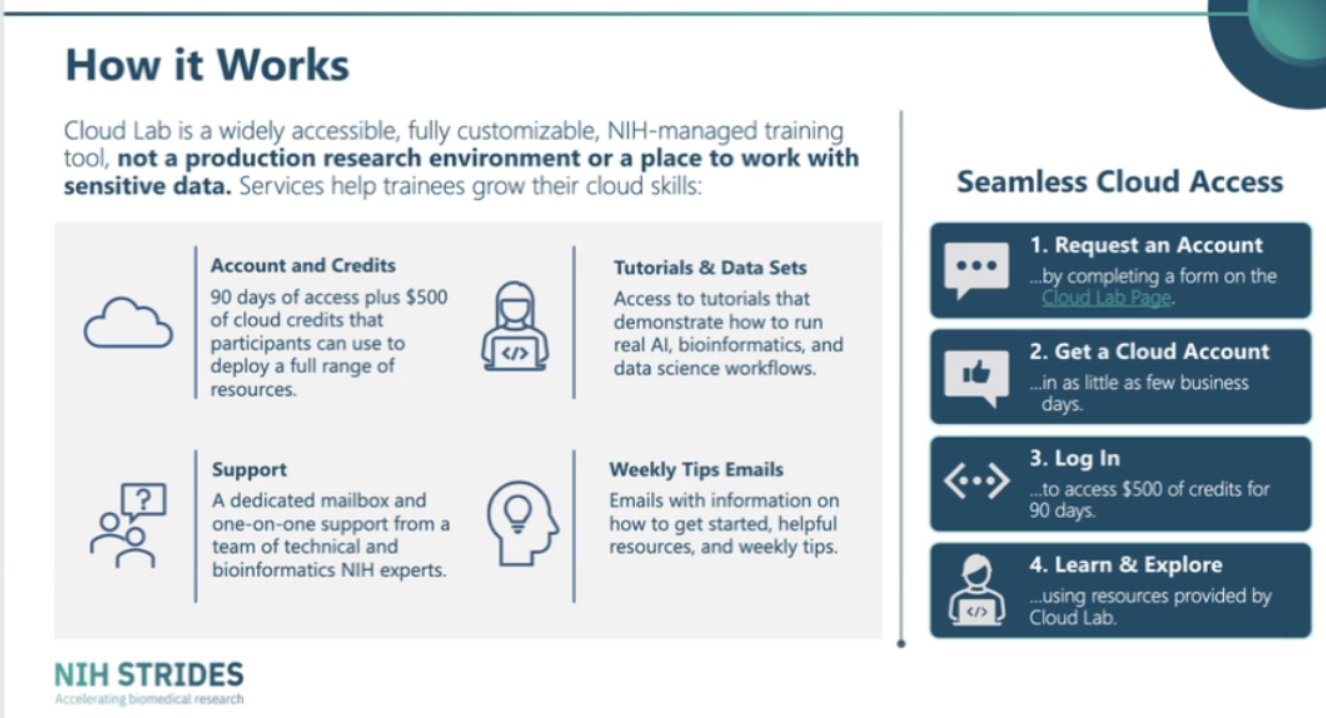 How it Works
Cloud Lab is a widely accessible, fully customizable, NIH-managed training
tool, not a production research environment or a place to work with
sensitive data. Services help trainees grow their cloud skills:
Account and Credits
90 days of access plus $500
of cloud credits that
participants can use to
deploy a full range of
resources.
</>
Tutorials & Data Sets
Access to tutorials that
demonstrate how to run
real AI, bioinformatics, and
data science workflows.
?
Support
A dedicated mailbox and
one-on-one support from a
team of technical and
bioinformatics NIH experts.
Weekly Tips Emails
Emails with information on
how to get started, helpful
resources, and weekly tips.
Seamless Cloud Access
1. Request an Account
...by completing a form on the
Cloud Lab Page.
2. Get a Cloud Account
...in as little as few business
days.
3. Log In
...to access $500 of credits for
90 days.
4. Learn & Explore
...using resources provided by
Cloud Lab.
</>
NIH STRIDES
Accelerating biomedical research